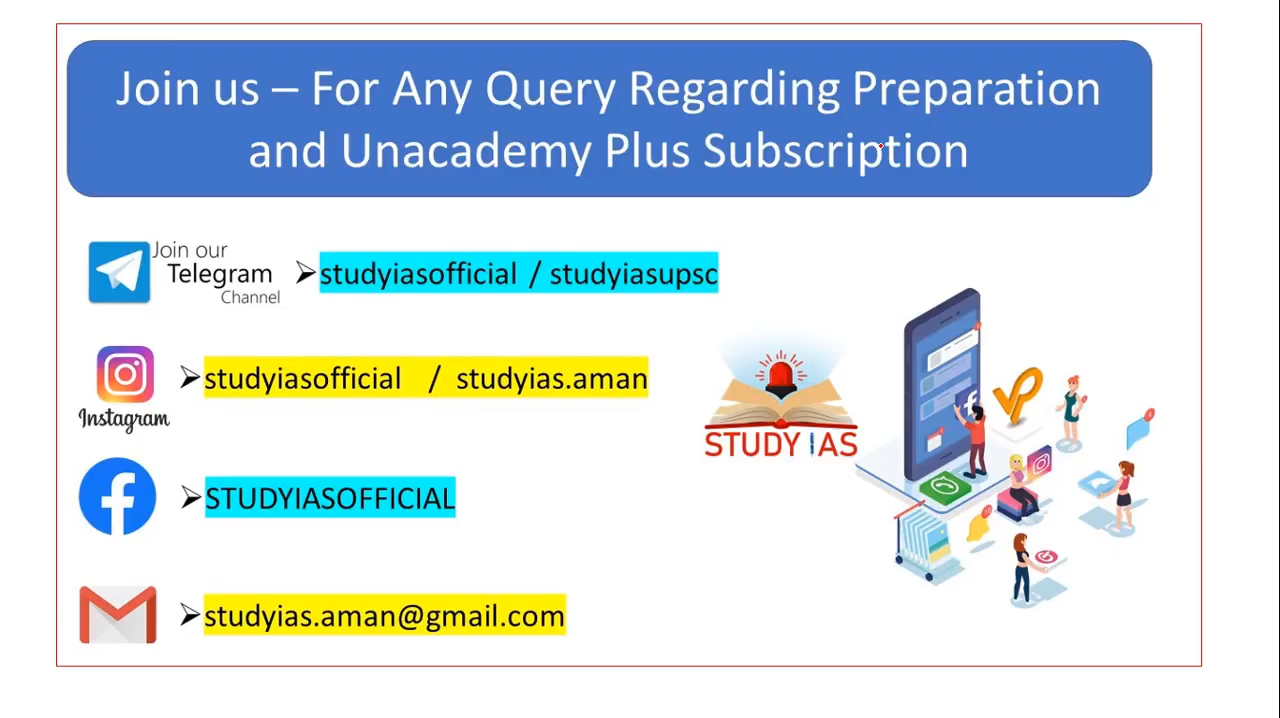 Join us – For Any Query Regarding Preparation
and Unacademy Plus Subscription
Join our
Telegram
Channel
studyiasofficial / studyiasupsc
Instagram
studyiasofficial / studyias.aman
STUDYIASOFFICIAL
studyias.aman@gmail.com
STUDY IAS